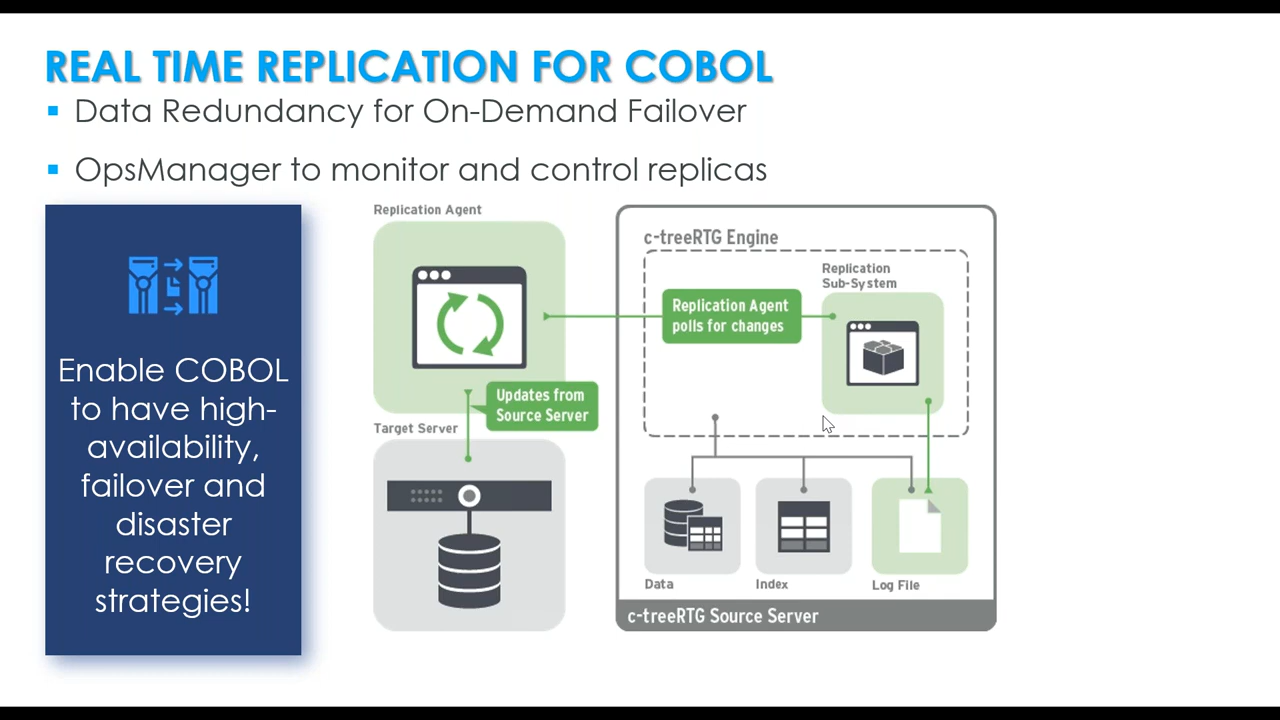 REAL TIME REPLICATION FOR COBOL
Data Redundancy for On-Demand Failover
OpsManager to monitor and control replicas
Enable COBOL
to have high-
availability,
failover and
disaster
recovery
strategies!
Replication Agent
Updates from
Source Server
Target Server
c-treeRTG Engine
Replication
Sub-System
Replication Agent
polls for changes
Data
Index
Log File
c-treeRTG Source Server